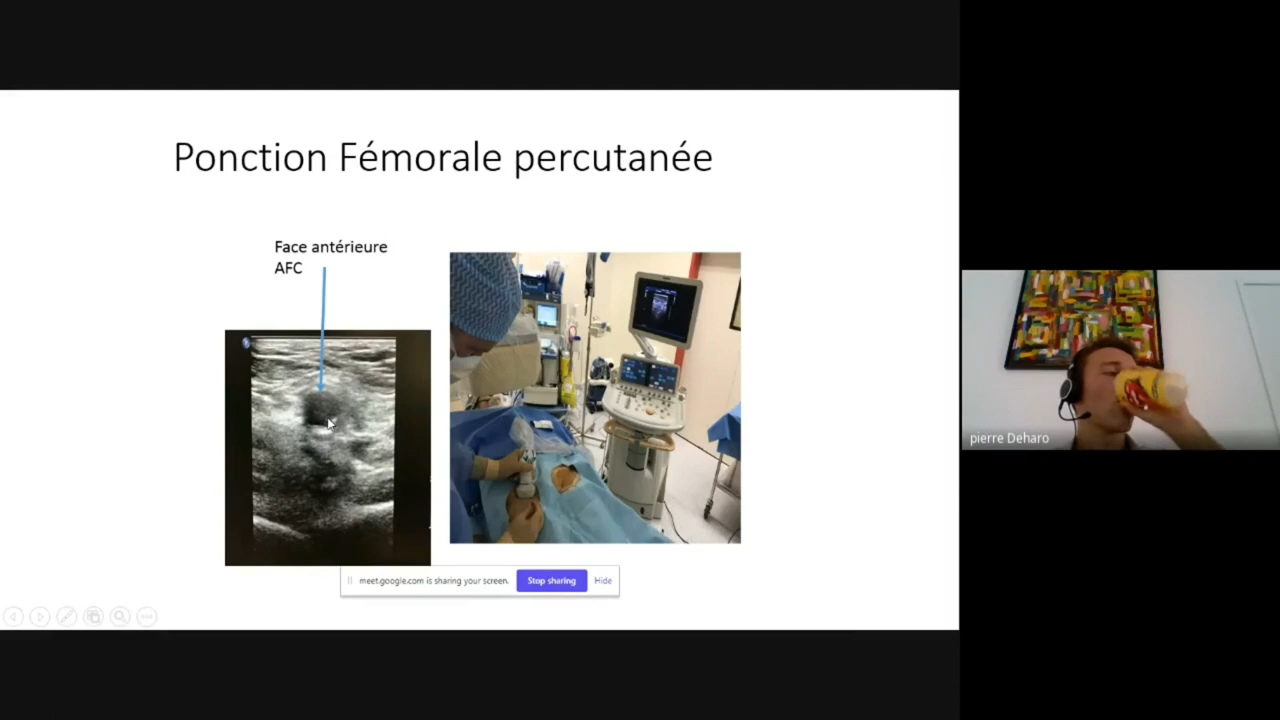 Ponction Fémorale percutanée
Face antérieure
AFC
meet.google.com is sharing your screen.
Stop sharing
Hide
pierre Deharo